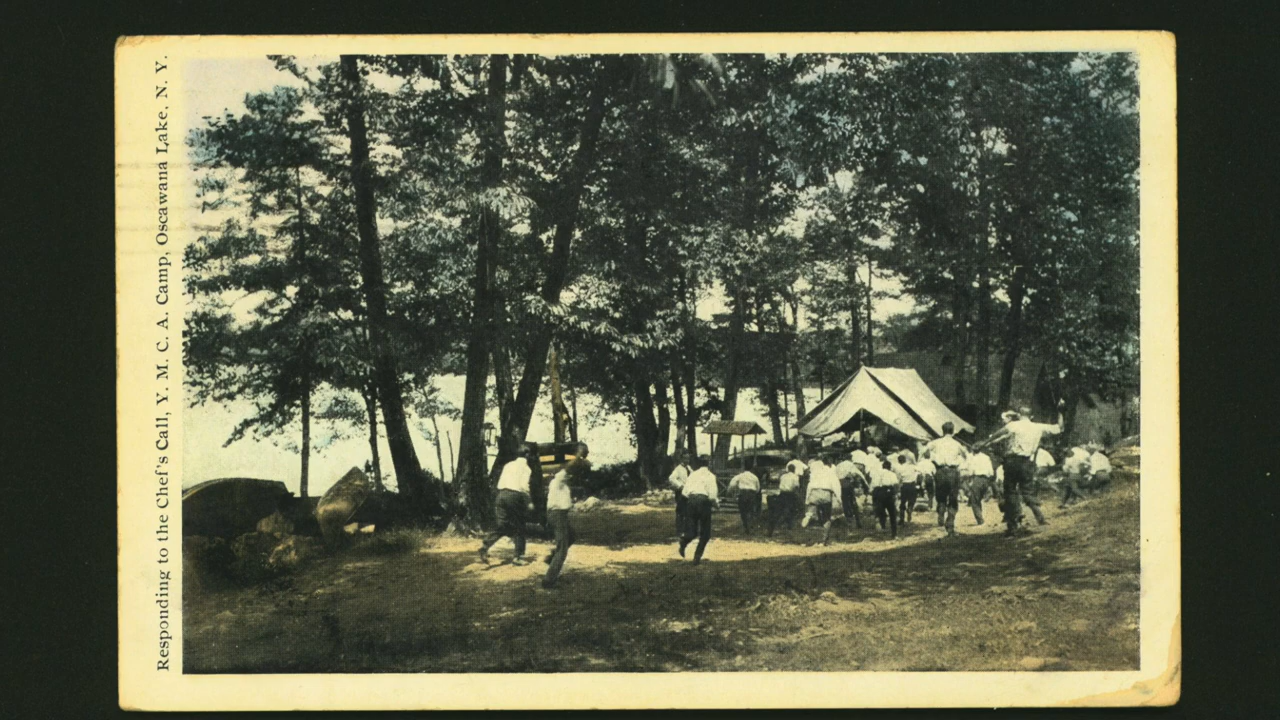 Responding to the Chef's Call, Y. M. C. A. Camp, Oscawana Lake, N. Y.